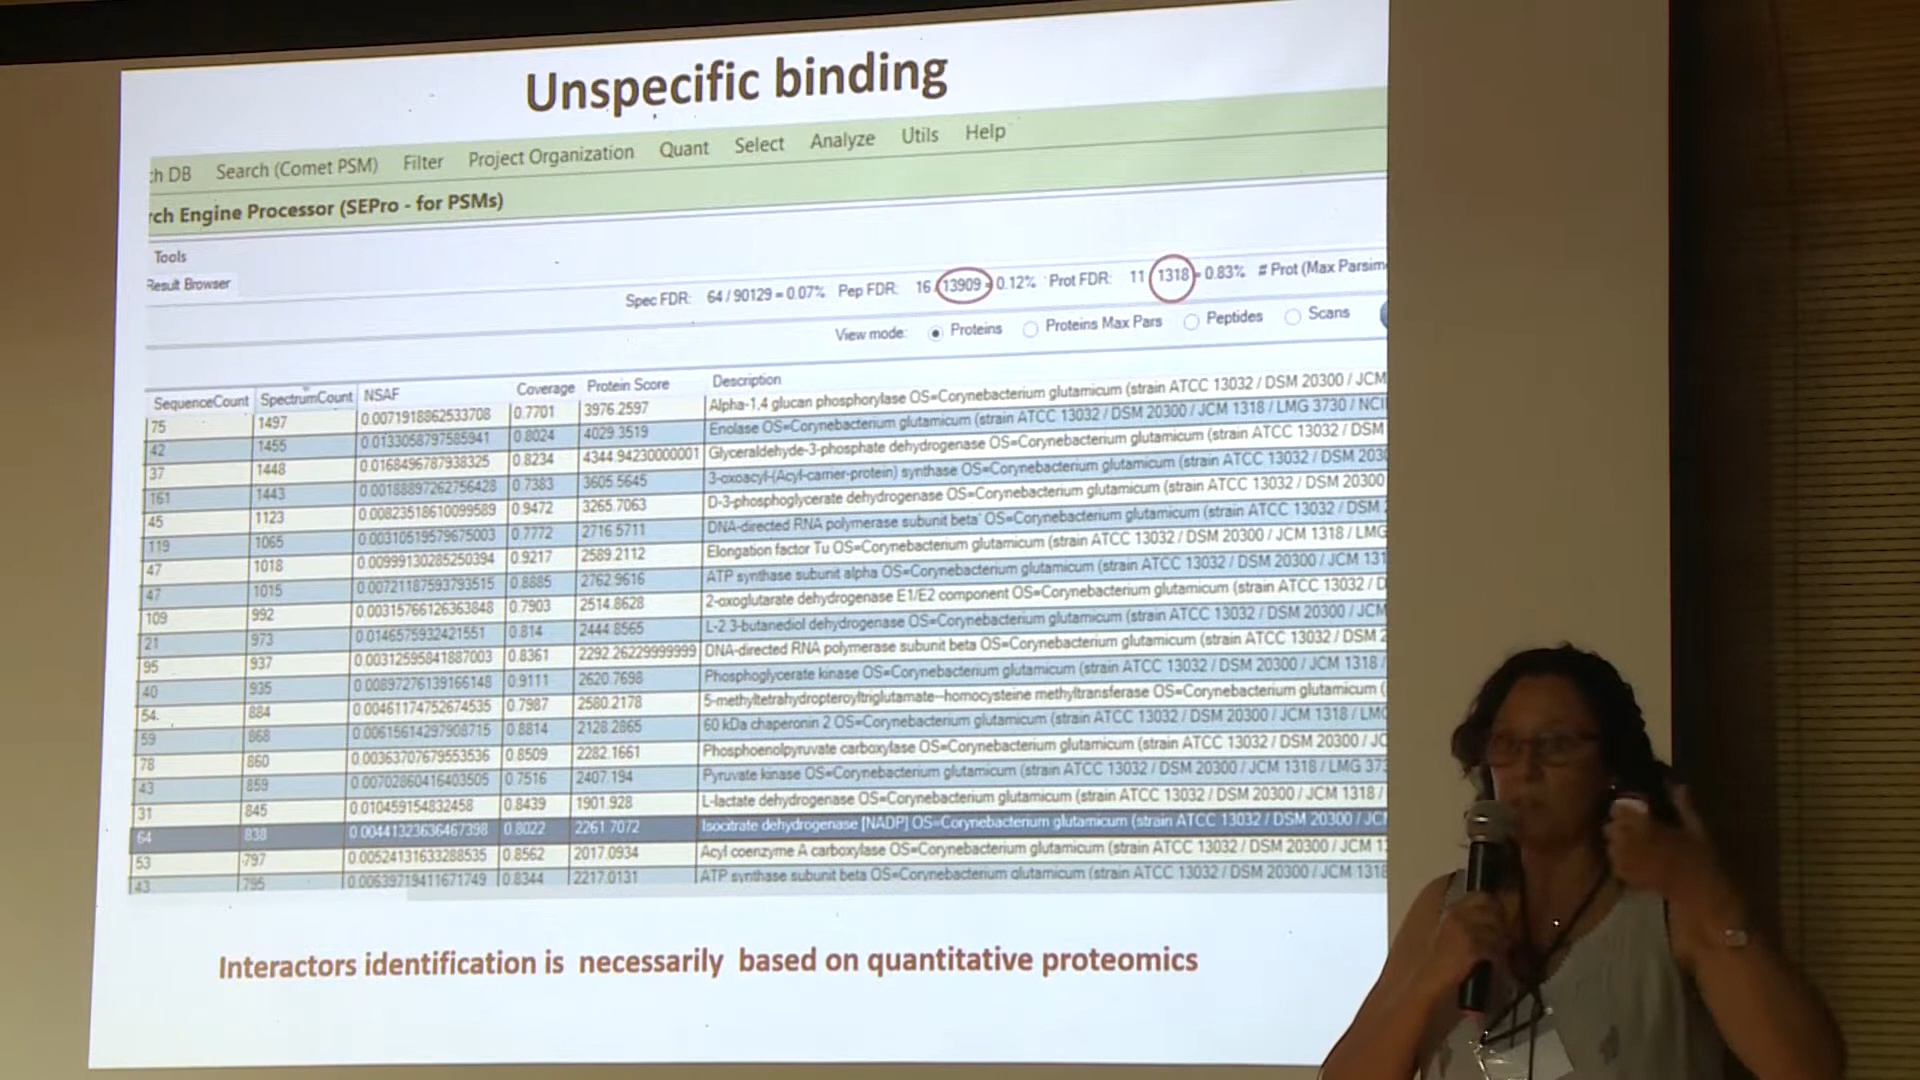 Unspecific binding
ch DB Search (Comet PSM) Filter Project Organization Quant Select Analyze Utils Help
rch Engine Processor (SEPro - for PSMs)
Tools
Result Browser
Spec FDR: 64 / 90129 = 0.07% Pep FDR: 16 13909 = 0.12% Prot FDR: 11 1318 = 0.83% # Prot (Max Parsim
View mode: Proteins Proteins Max Pars Peptides Scans
SequenceCount SpectrumCount NSAF Coverage Protein Score Description
75 1497 0.0071918862533708 0.7701 3976.2597 Alpha-1,4 glucan phosphorylase OS=Corynebacterium glutamicum (strain ATCC 13032 / DSM 20300 / JCM
42 1455 0.0133058797585941 0.8024 4029.3519 Enolase OS=Corynebacterium glutamicum (strain ATCC 13032 / DSM 20300 / JCM 1318 / LMG 3730 / NCI
37 1448 0.0168496787938325 0.8234 4344.94230000001 Glyceraldehyde-3-phosphate dehydrogenase OS=Corynebacterium glutamicum (strain ATCC 13032 / DSM
161 1443 0.00188897262756428 0.7383 3605.5645 3-oxoacyl-(Acyl-carrier-protein) synthase OS=Corynebacterium glutamicum (strain ATCC 13032 / DSM 203
45 1123 0.00823518610099589 0.9472 3265.7063 D-3-phosphoglycerate dehydrogenase OS=Corynebacterium glutamicum (strain ATCC 13032 / DSM 20300
119 1065 0.00310519579675003 0.7772 2716.5711 DNA-directed RNA polymerase subunit beta' OS=Corynebacterium glutamicum (strain ATCC 13032 / DSM
47 1018 0.00999130285250394 0.9217 2589.2112 Elongation factor Tu OS=Corynebacterium glutamicum (strain ATCC 13032 / DSM 20300 / JCM 1318 / LMG
47 1015 0.00721187593793515 0.8885 2762.9616 ATP synthase subunit alpha OS=Corynebacterium glutamicum (strain ATCC 13032 / DSM 20300 / JCM 131
109 992 0.00315766126363848 0.7903 2514.8628 2-oxoglutarate dehydrogenase E1/E2 component OS=Corynebacterium glutamicum (strain ATCC 13032 / D
21 973 0.0146575932421551 0.814 2444.8565 L-2 3-butanediol dehydrogenase OS=Corynebacterium glutamicum (strain ATCC 13032 / DSM 20300 / JCM
95 937 0.00312595841887003 0.8361 2292.26229999999 DNA-directed RNA polymerase subunit beta OS=Corynebacterium glutamicum (strain ATCC 13032 / DSM 2
40 935 0.00897276139166148 0.9111 2620.7698 Phosphoglycerate kinase OS=Corynebacterium glutamicum (strain ATCC 13032 / DSM 20300 / JCM 1318 /
54 884 0.00461174752674535 0.7987 2580.2178 5-methyltetrahydropteroyltriglutamate--homocysteine methyltransferase OS=Corynebacterium glutamicum (
59 868 0.00615614297908715 0.8814 2128.2865 60 kDa chaperonin 2 OS=Corynebacterium glutamicum (strain ATCC 13032 / DSM 20300 / JCM 1318 / LMG
78 860 0.00363707679553536 0.8509 2282.1661 Phosphoenolpyruvate carboxylase OS=Corynebacterium glutamicum (strain ATCC 13032 / DSM 20300 / JC
43 859 0.00702860416403505 0.7516 2407.194 Pyruvate kinase OS=Corynebacterium glutamicum (strain ATCC 13032 / DSM 20300 / JCM 1318 / LMG 373
31 845 0.010459154832458 0.8439 1901.928 L-lactate dehydrogenase OS=Corynebacterium glutamicum (strain ATCC 13032 / DSM 20300 / JCM 1318 /
64 838 0.00441323636467398 0.8022 2261.7072 Isocitrate dehydrogenase [NADP] OS=Corynebacterium glutamicum (strain ATCC 13032 / DSM 20300 / JC
53 797 0.00524131633288535 0.8562 2017.0934 Acyl coenzyme A carboxylase OS=Corynebacterium glutamicum (strain ATCC 13032 / DSM 20300 / JCM 1
43 795 0.00639719411671749 0.8344 2217.0131 ATP synthase subunit beta OS=Corynebacterium glutamicum (strain ATCC 13032 / DSM 20300 / JCM 1318
Interactors identification is necessarily based on quantitative proteomics